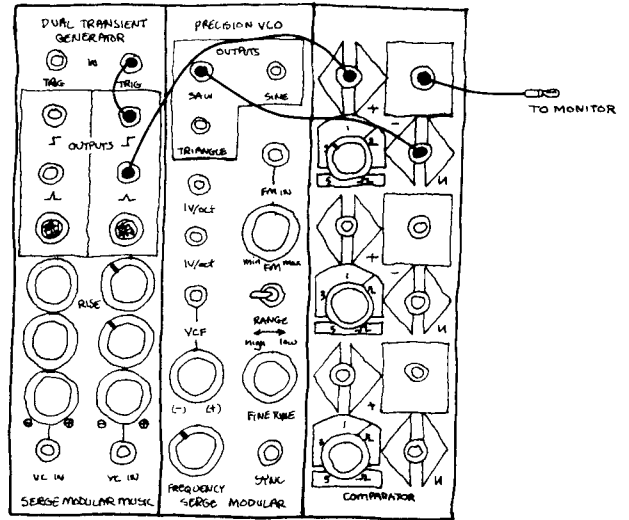 DUAL TRANSIENT
GENERATOR
TRIG IN TRIG
OUTPUTS
RISE
VC IN VC IN
SERGE MODULAR MUSIC
PRECISION VCO
OUTPUTS
SAW SINE
TRIANGLE
FM IN
1V/oct
1V/oct
min FM max
VCF
RANGE
high low
(-) (+)
FINE TUNE
FREQUENCY
SYNC
SERGE MODULAR
+ -
+ -
+
COMPARATOR
TO MONITOR